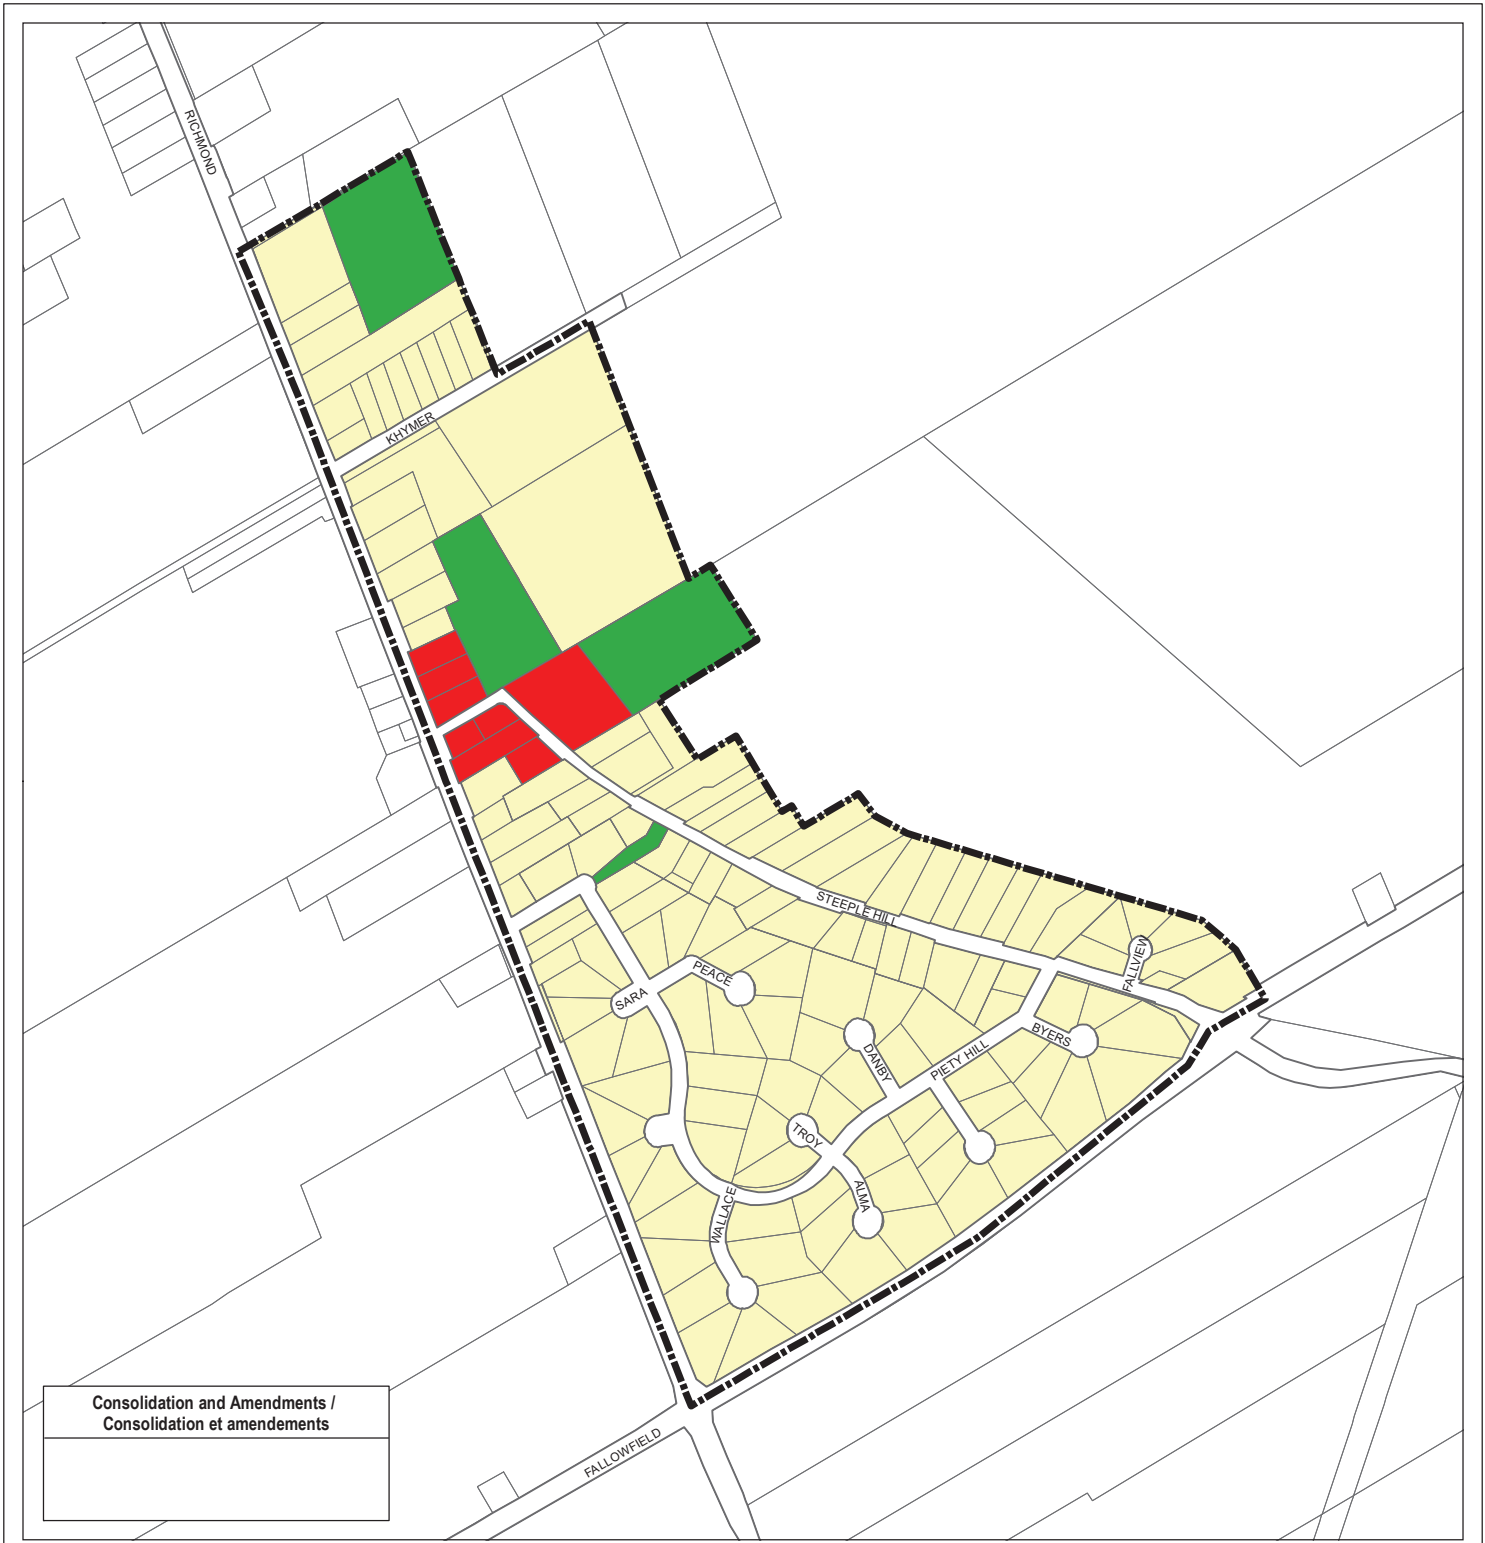 RICHMOND
KHYMER
STEEPLE HILL
FALLVIEW
PEACE
SARA
BYERS
DANBY
PIETY HILL
TROY
ALMA
WALLACE
Consolidation and Amendments /
Consolidation et amendements
FALLOWFIELD